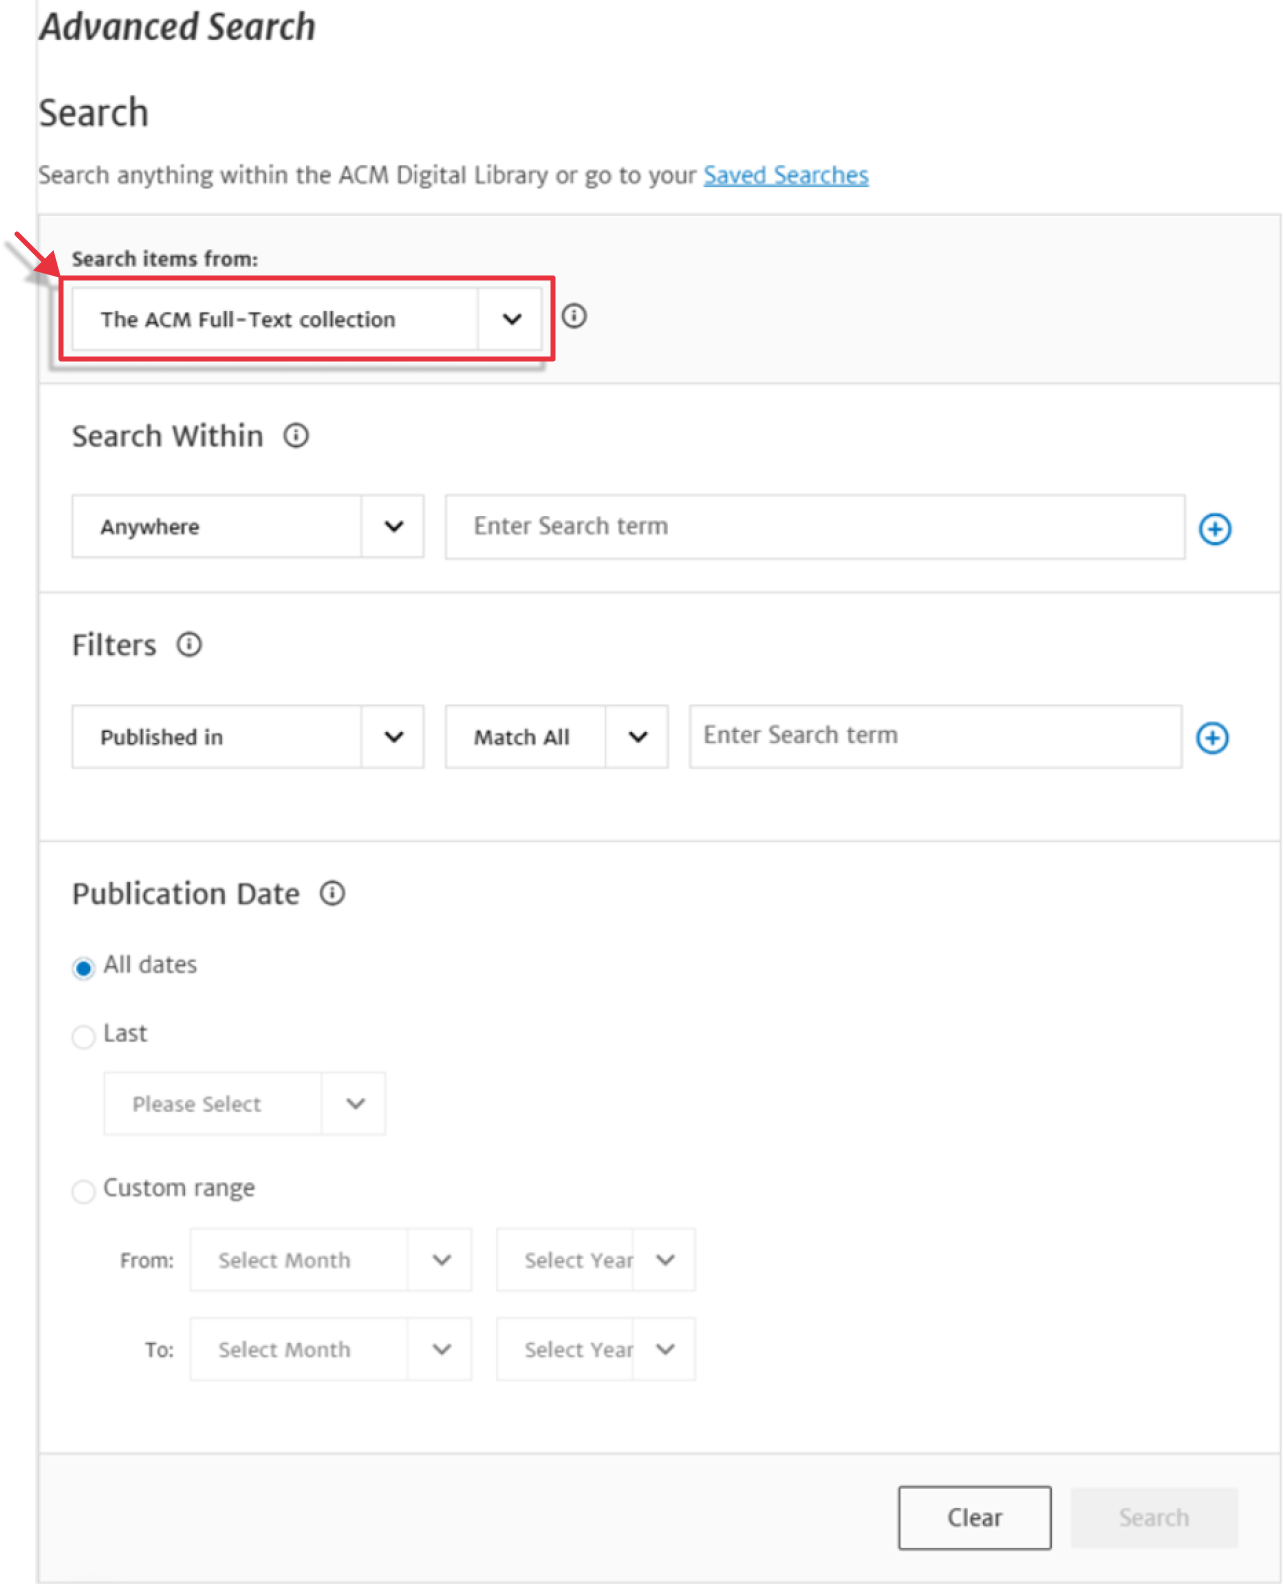 Advanced Search
Search
Search anything within the ACM Digital Library or go to your Saved Searches
Search items from:
The ACM Full-Text collection
Search Within
Anywhere
Enter Search term
Filters
Published in
Match All
Enter Search term
Publication Date
All dates
Last
Please Select
Custom range
From:
Select Month
Select Year
To:
Select Month
Select Year
Clear
Search